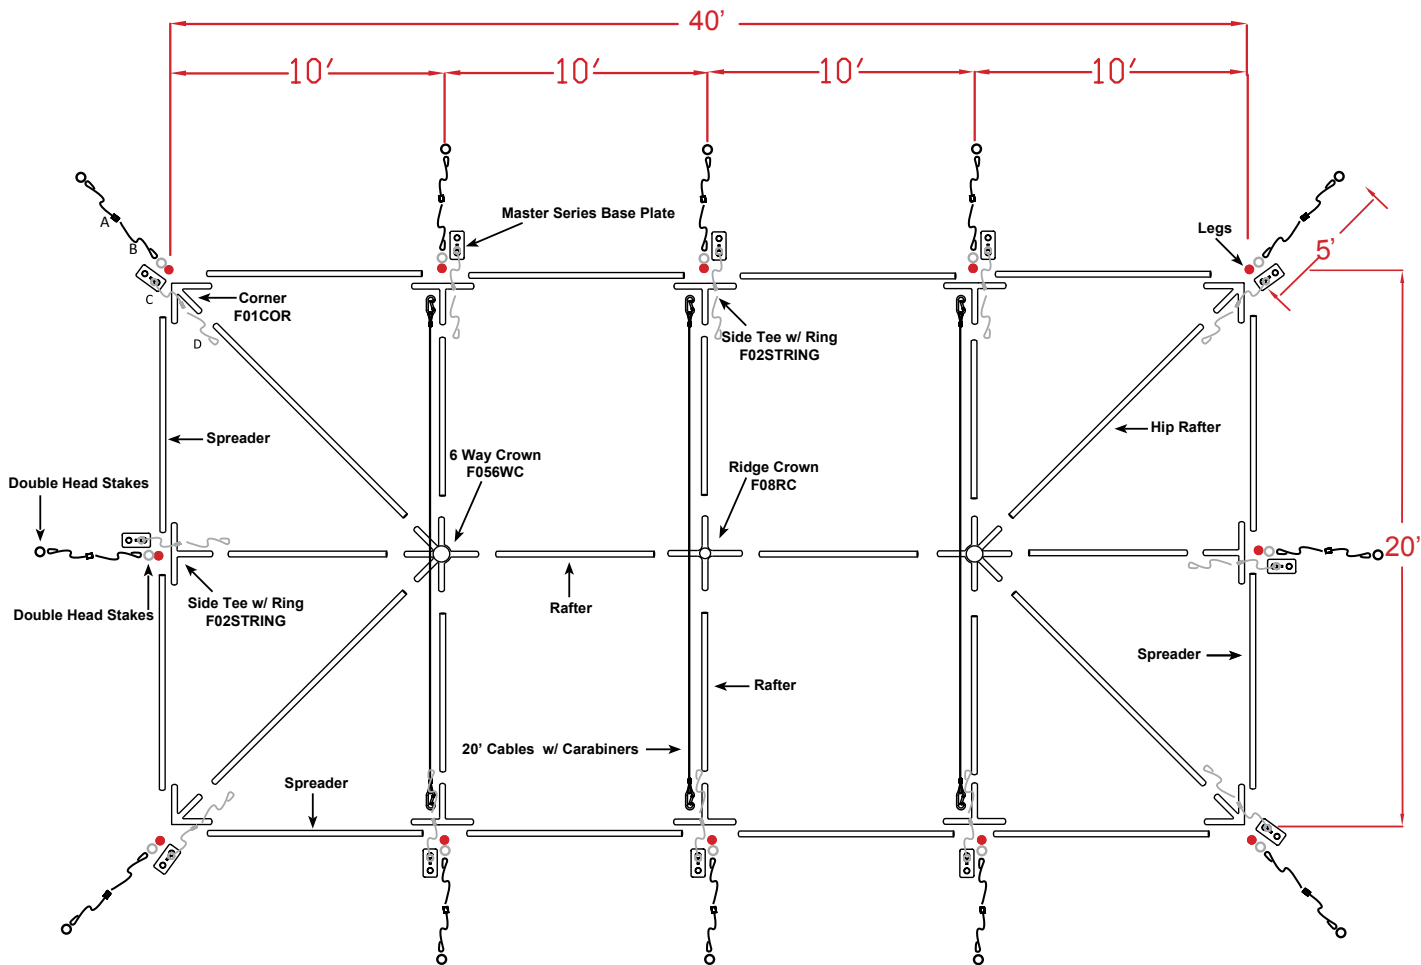 40'
10' 10' 10' 10'
Master Series Base Plate
Legs
A
B
5'
C
Corner
F01COR
D
Side Tee w/ Ring
F02STRING
Spreader
Hip Rafter
6 Way Crown
F056WC
Ridge Crown
F08RC
Double Head Stakes
20'
Double Head Stakes
Side Tee w/ Ring
F02STRING
Rafter
Spreader
Rafter
20' Cables w/ Carabiners
Spreader